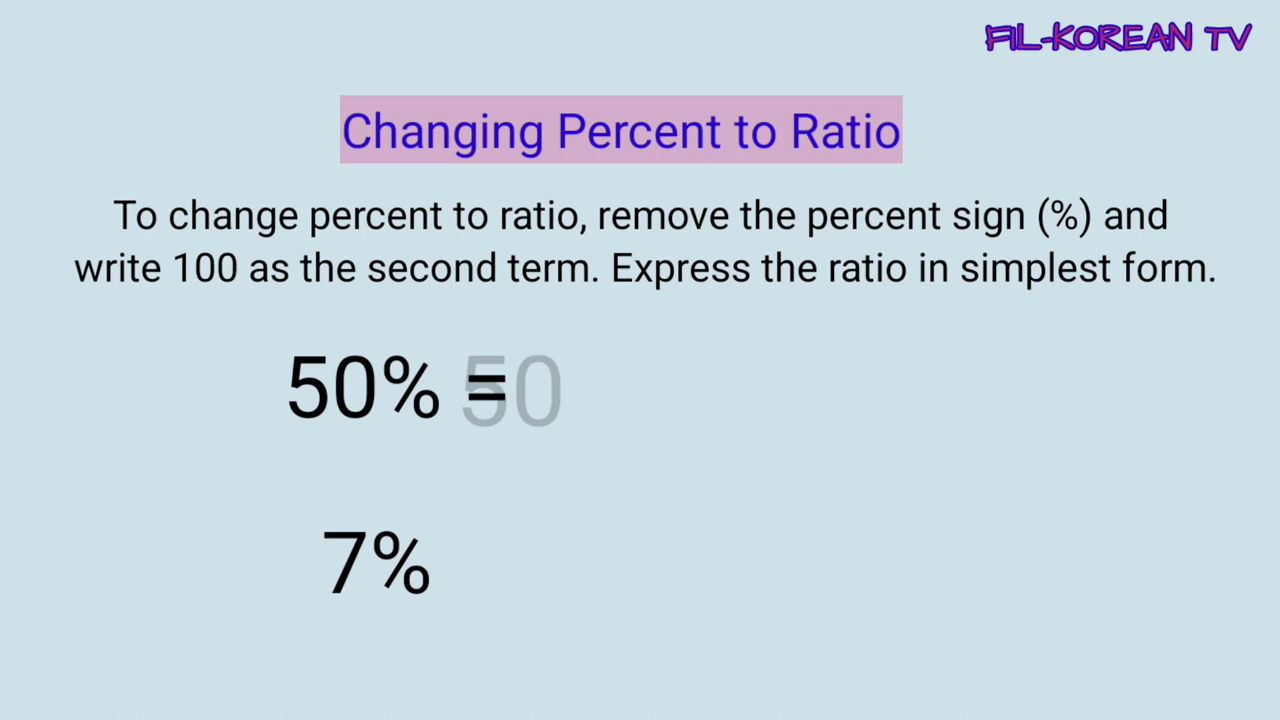 FIL-KOREAN TV
Changing Percent to Ratio
To change percent to ratio, remove the percent sign (%) and
write 100 as the second term. Express the ratio in simplest form.
50% = 50
7%